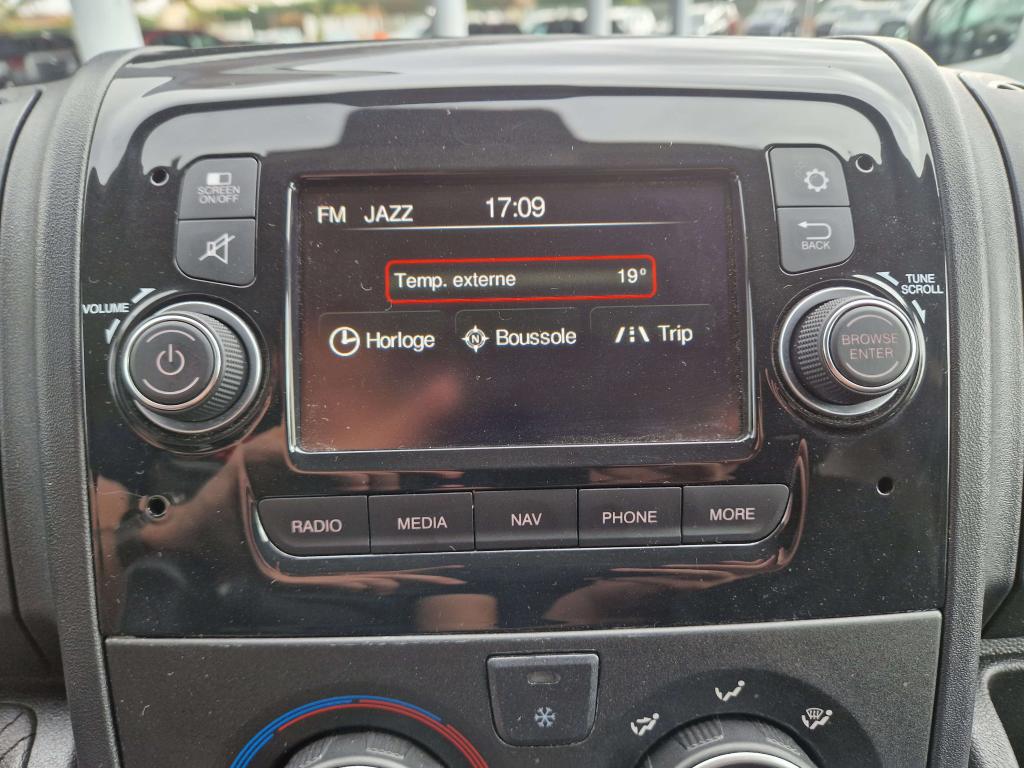 SCREEN
ON/OFF
FM JAZZ 17:09
BACK
Temp. externe 19°
VOLUME
TUNE
SCROLL
Horloge N Boussole Trip
BROWSE
ENTER
RADIO MEDIA NAV PHONE MORE